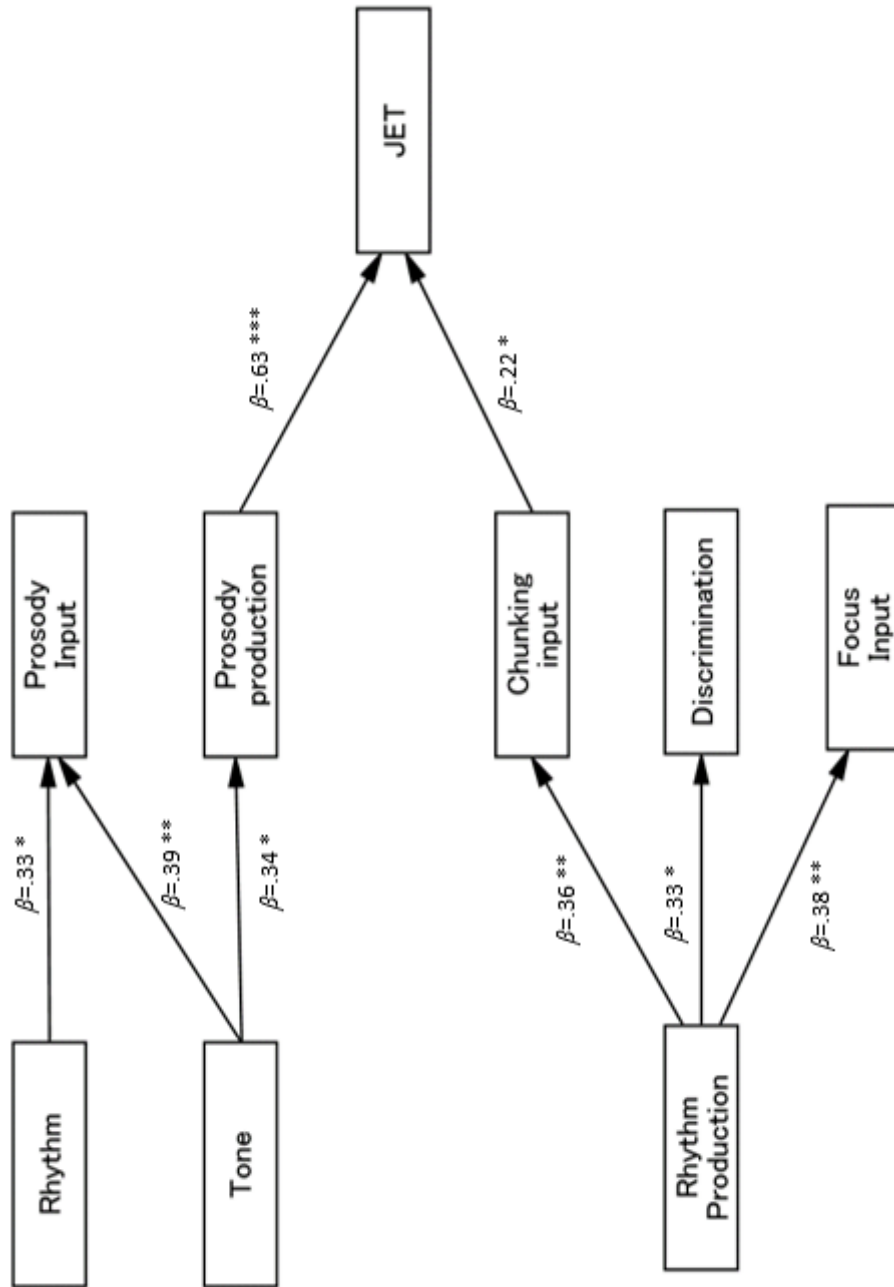 Rhythm
Tone
Rhythm
Production
β=.33 *
β=.39 **
β=.34 *
β=.36 **
β=.33 *
β=.38 **
Prosody
Input
Prosody
production
Chunking
input
Discrimination
Focus
Input
β=.63 ***
β=.22 *
JET